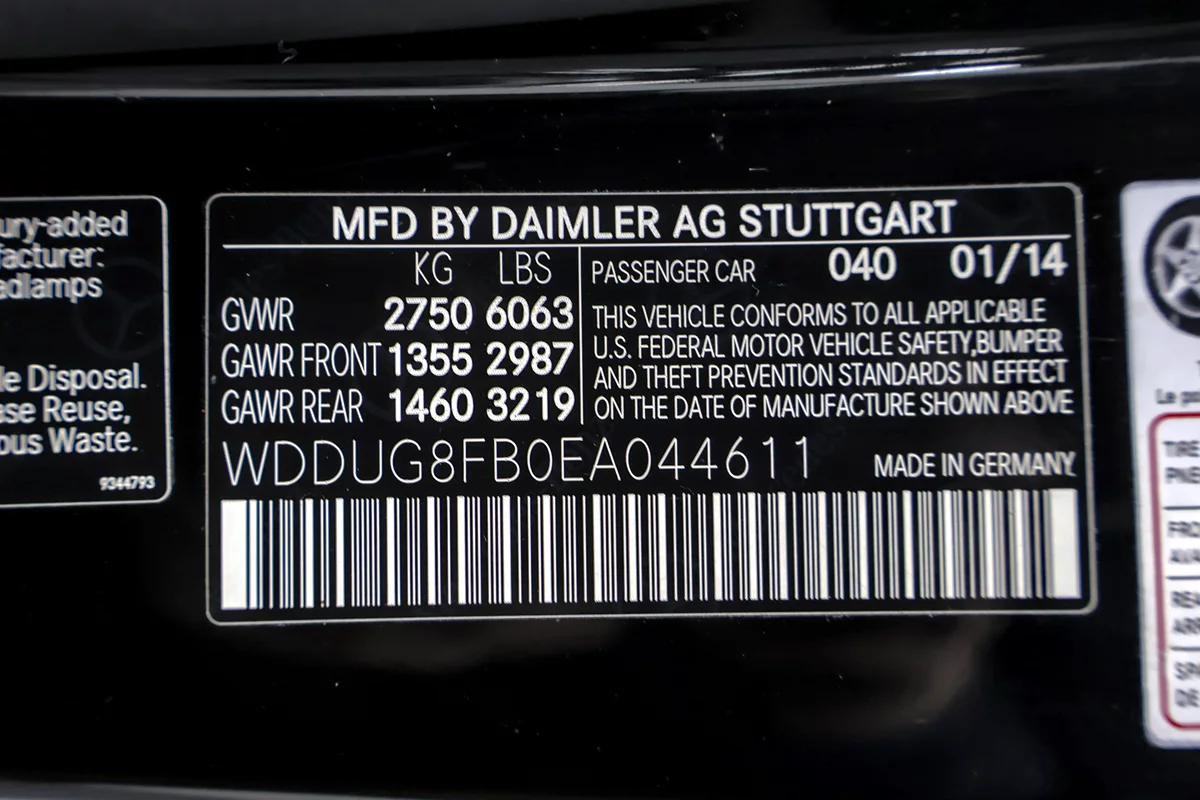 ury-added
facturer:
adlamps
le Disposal.
ase Reuse,
ous Waste.
9344793
MFD BY DAIMLER AG STUTTGART
KG LBS
GVWR 2750 6063
GAWR FRONT 1355 2987
GAWR REAR 1460 3219
PASSENGER CAR 040 01/14
THIS VEHICLE CONFORMS TO ALL APPLICABLE
U.S. FEDERAL MOTOR VEHICLE SAFETY,BUMPER
AND THEFT PREVENTION STANDARDS IN EFFECT
ON THE DATE OF MANUFACTURE SHOWN ABOVE
WDDUG8FB0EA044611 MADE IN GERMANY
Le